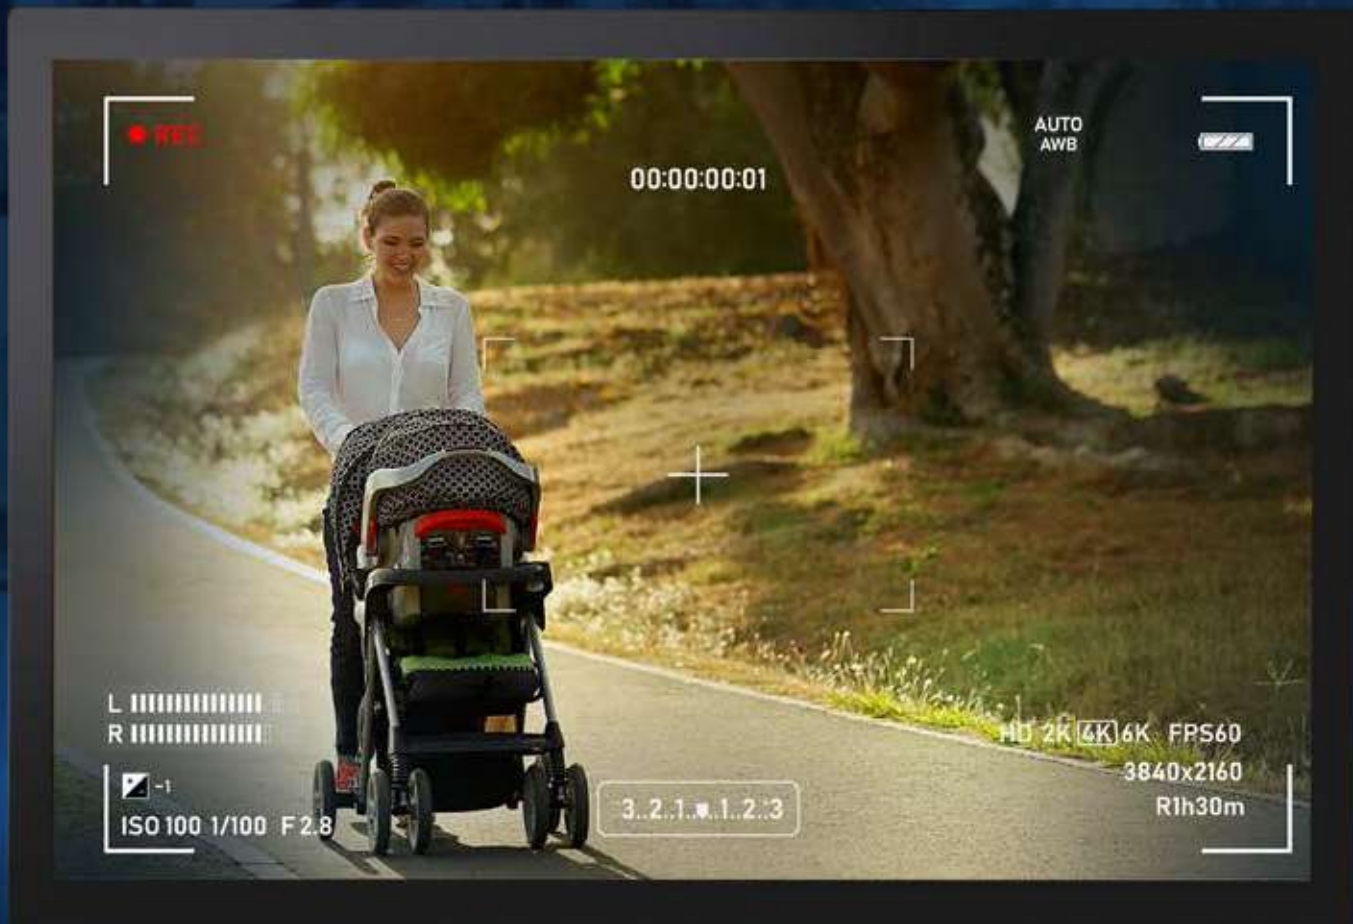 ● REC
AUTO
AWB
00:00:00:01
L
R
-1
ISO 100 1/100 F2.8
3..2..1..■..1..2..3
HD 2K 4K 6K FPS60
3840x2160
R1h30m